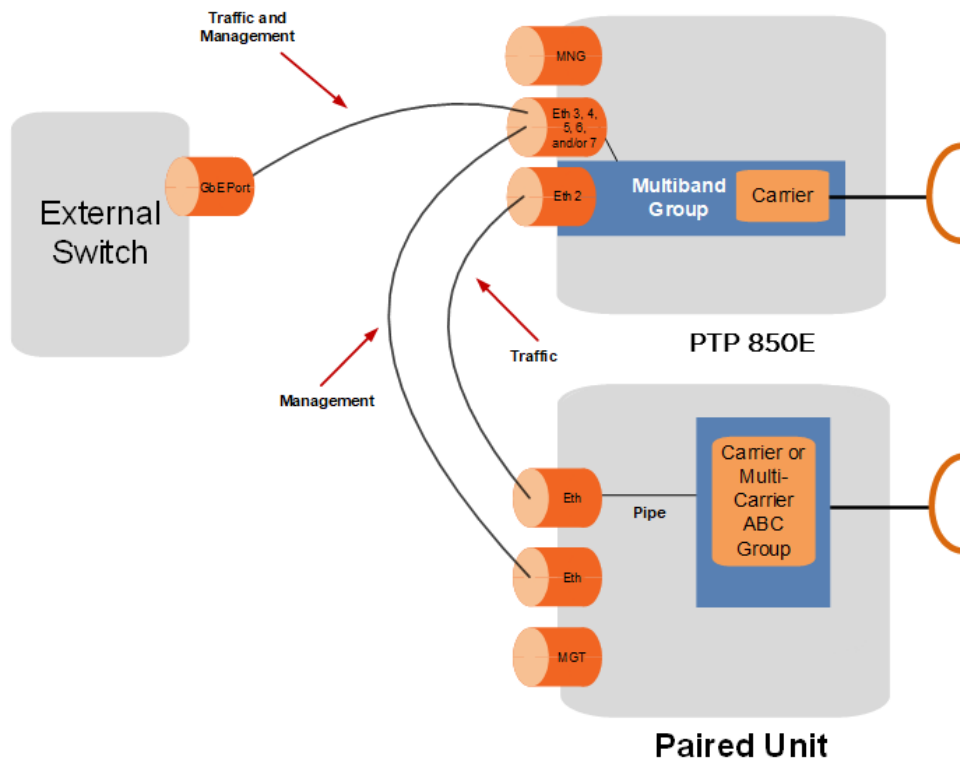 Traffic and
Management
MNG
Eth 3, 4,
5, 6,
and/or 7
GbE Port
External
Switch
Eth 2
Multiband
Group
Carrier
PTP 850E
Traffic
Management
Carrier or
Multi-
Carrier
ABC
Group
Eth
Pipe
Eth
MGT
Paired Unit